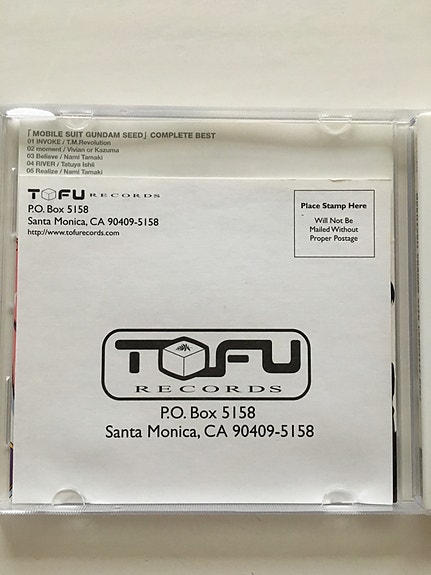 「MOBILE SUIT GUNDAM SEED」 COMPLETE BEST
01 INVOKE / T.M.Revolution
02 moment / Vivian or Kazuma
03 Believe / Nami Tamaki
04 RIVER / Tatuya Ishii
05 Realize / Nami Tamaki
TOFU RECORDS
P.O. Box 5158
Santa Monica, CA 90409-5158
http://www.tofurecords.com
Place Stamp Here
Will Not Be
Mailed Without
Proper Postage
TOFU
RECORDS
P.O. Box 5158
Santa Monica, CA 90409-5158